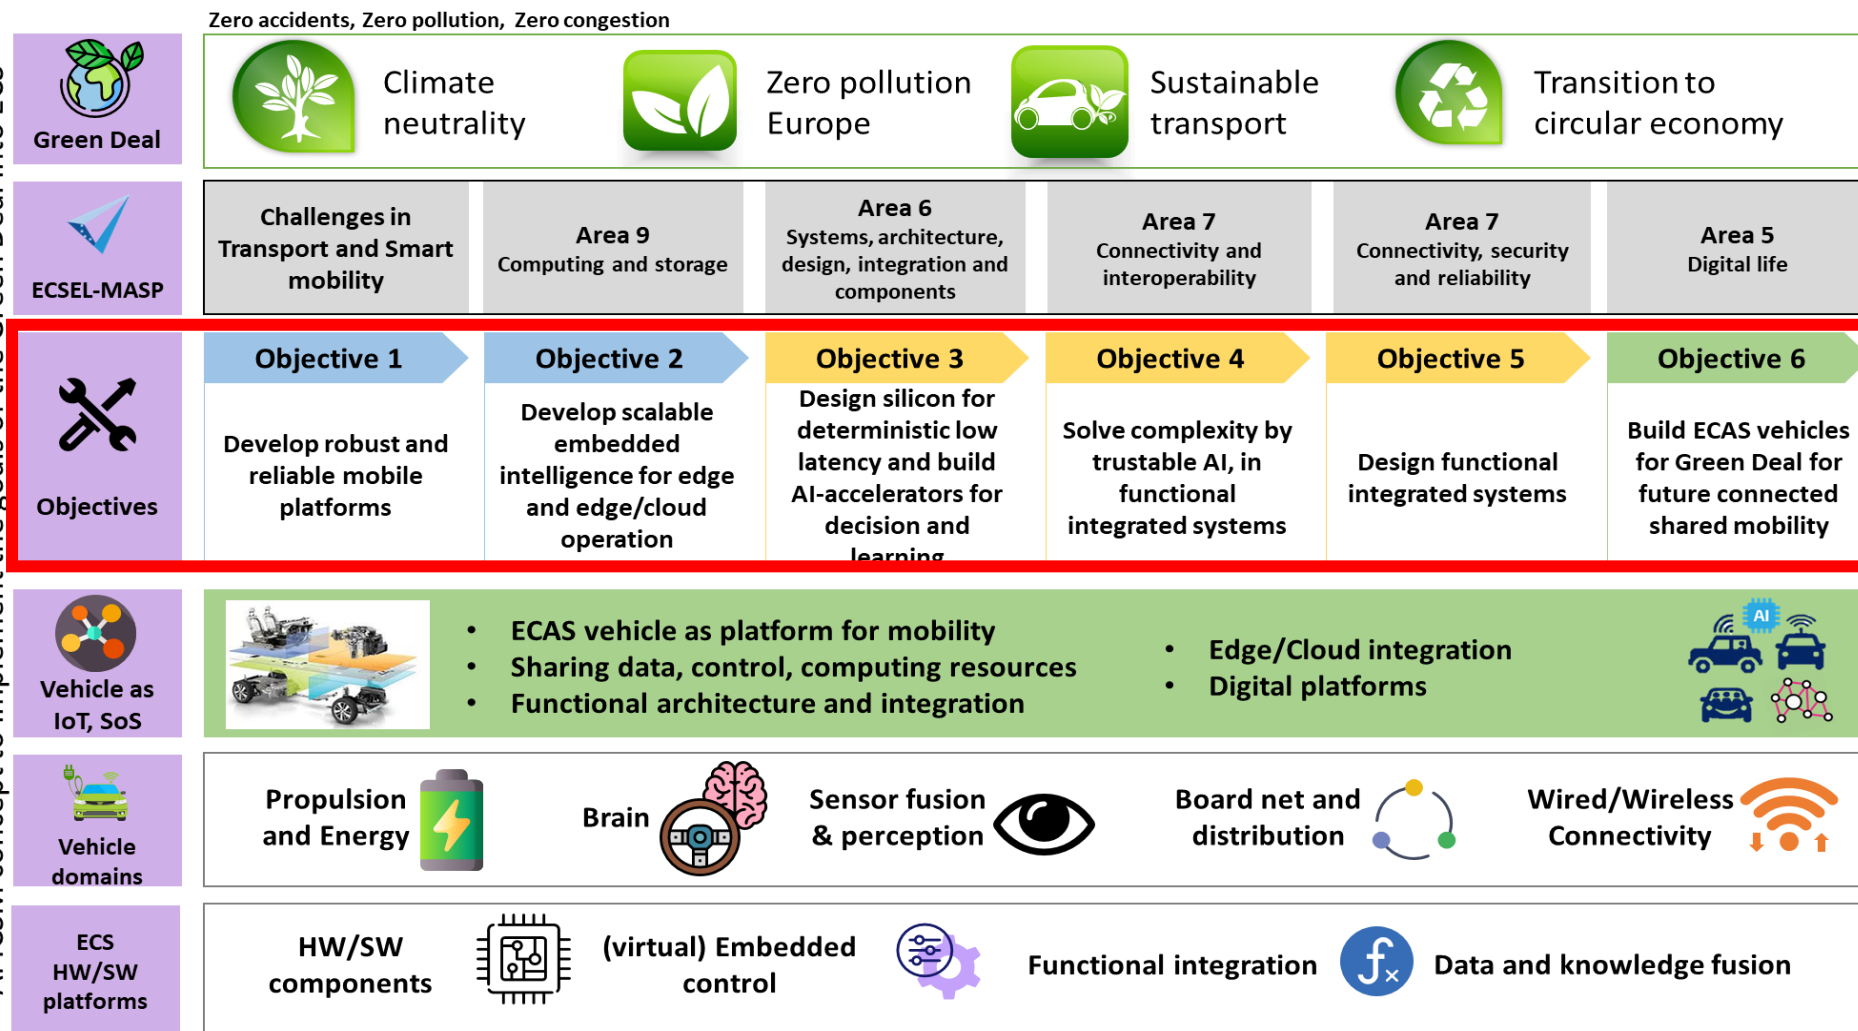 Zero accidents, Zero pollution, Zero congestion
Green Deal
Climate
neutrality
Zero pollution
Europe
Sustainable
transport
Transition to
circular economy
ECSEL-MASP
Challenges in
Transport and Smart
mobility
Area 9
Computing and storage
Area 6
Systems, architecture,
design, integration and
components
Area 7
Connectivity and
interoperability
Area 7
Connectivity, security
and reliability
Area 5
Digital life
Objectives
Objective 1
Develop robust and
reliable mobile
platforms
Objective 2
Develop scalable
embedded
intelligence for edge
and edge/cloud
operation
Objective 3
Design silicon for
deterministic low
latency and build
AI-accelerators for
decision and
learning
Objective 4
Solve complexity by
trustable AI, in
functional
integrated systems
Objective 5
Design functional
integrated systems
Objective 6
Build ECAS vehicles
for Green Deal for
future connected
shared mobility
Vehicle as
IoT, SoS
• ECAS vehicle as platform for mobility
• Sharing data, control, computing resources
• Functional architecture and integration
• Edge/Cloud integration
• Digital platforms
AI
Vehicle
domains
Propulsion
and Energy
Brain
Sensor fusion
& perception
Board net and
distribution
Wired/Wireless
Connectivity
ECS
HW/SW
platforms
HW/SW
components
(virtual) Embedded
control
Functional integration
fx
Data and knowledge fusion